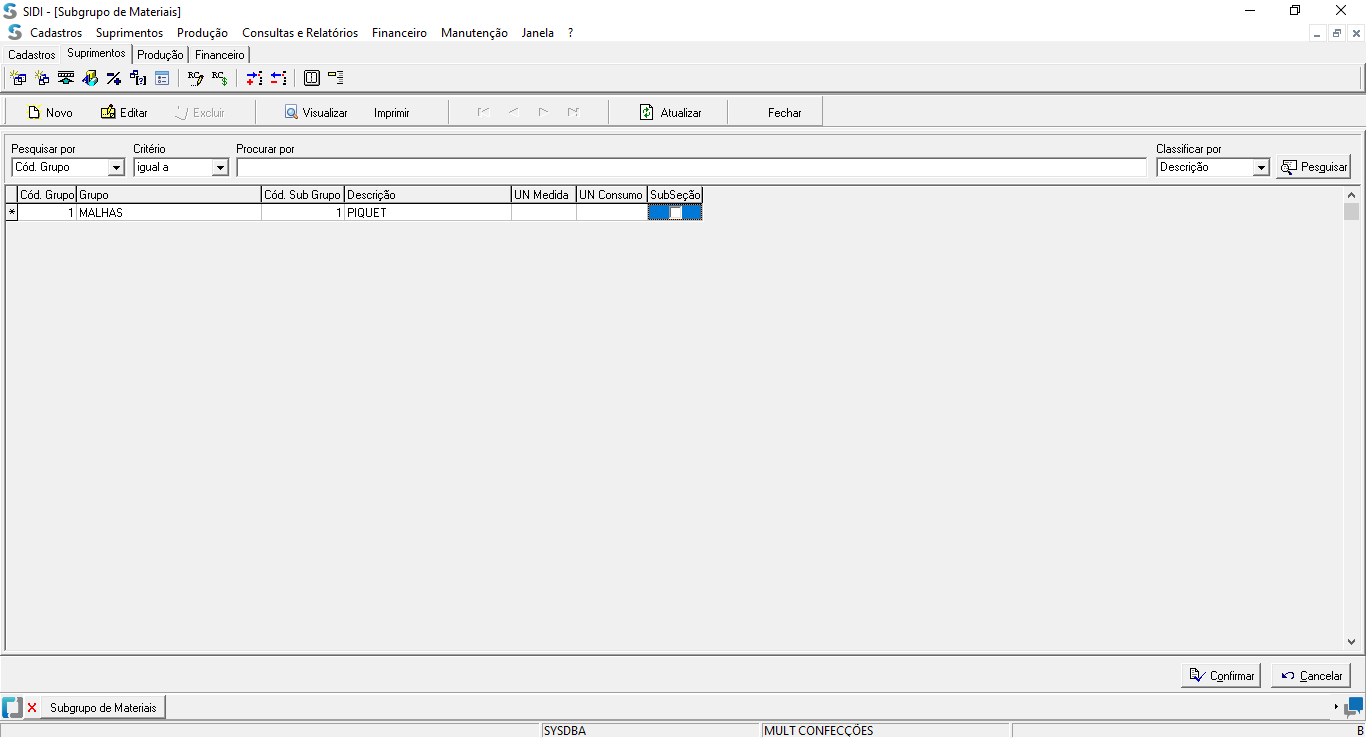 SIDI - [Subgrupo de Materiais]
Cadastros Suprimentos Produção Consultas e Relatórios Financeiro Manutenção Janela ?
Cadastros Suprimentos Produção Financeiro
Novo Editar Excluir Visualizar Imprimir Atualizar Fechar
Pesquisar por Critério Procurar por Classificar por
Cód. Grupo igual a Descrição Pesquisar
Cód. Grupo Grupo Cód. Sub Grupo Descrição UN Medida UN Consumo SubSeção
* 1 MALHAS 1 PIQUET
Confirmar Cancelar
Subgrupo de Materiais
SYSDBA MULT CONFECÇÕES B